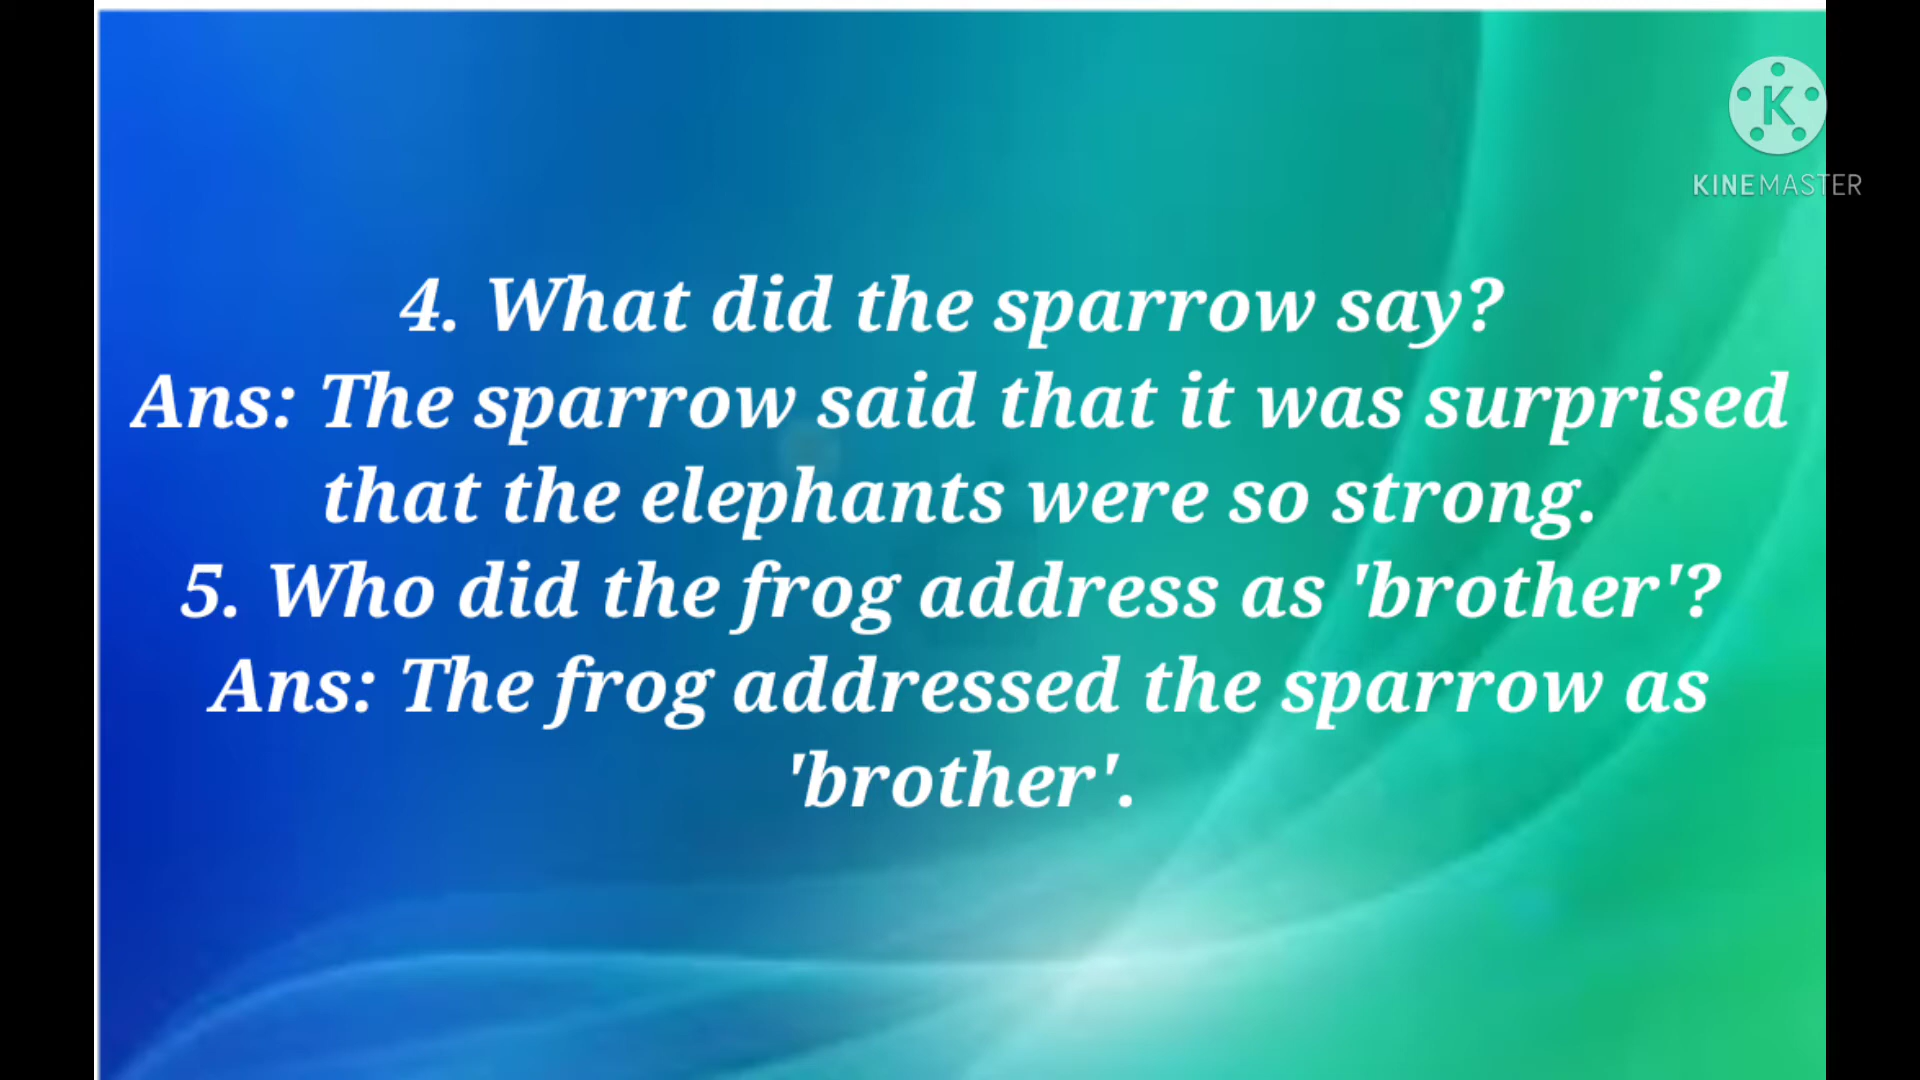 K
KINEMASTER
4. What did the sparrow say?
Ans: The sparrow said that it was surprised
that the elephants were so strong.
5. Who did the frog address as 'brother'?
Ans: The frog addressed the sparrow as
'brother'.